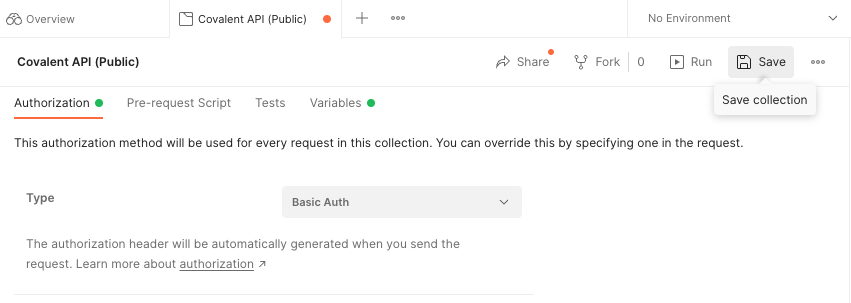 Overview
Covalent API (Public)
No Environment
Covalent API (Public)
Share
Fork
0
Run
Save
Save collection
Authorization
Pre-request Script
Tests
Variables
This authorization method will be used for every request in this collection. You can override this by specifying one in the request.
Type
Basic Auth
The authorization header will be automatically generated when you send the
request. Learn more about authorization ↗